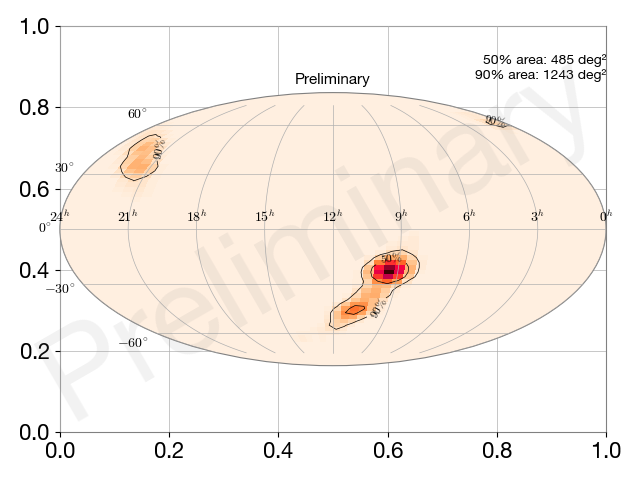 1.0
50% area: 485 deg²
90% area: 1243 deg²
Preliminary
0.8
60°
90%
90%
30°
0.6
24h 21h 18h 15h 12h 9h 6h 3h 0h
0°
50%
0.4
−30°
90%
−60°
0.2
0.0
0.0 0.2 0.4 0.6 0.8 1.0
Preliminary